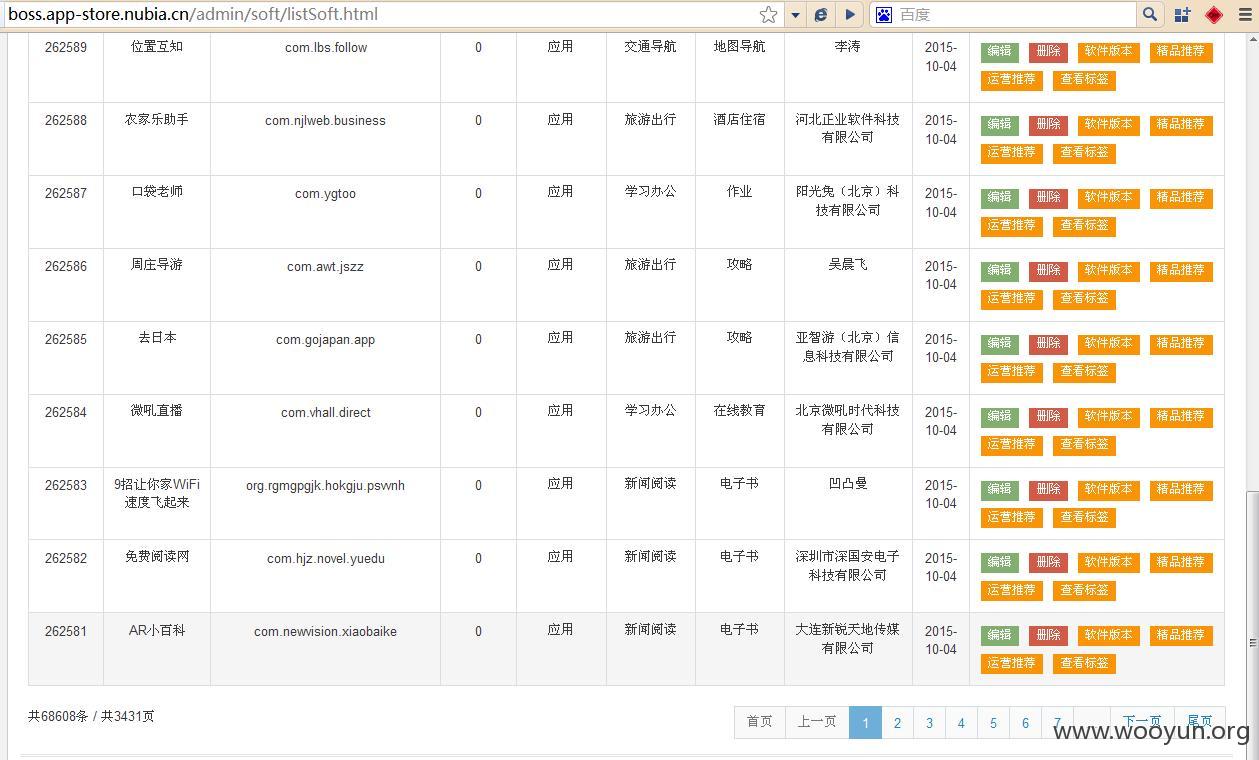 boss.app-store.nubia.cn/admin/soft/listSoft.html 百度
262589 位置互知 com.lbs.follow 0 应用 交通导航 地图导航 李涛 2015-10-04 编辑 删除 软件版本 精品推荐
运营推荐 查看标签
262588 农家乐助手 com.njlweb.business 0 应用 旅游出行 酒店住宿 河北正业软件科技有限公司 2015-10-04 编辑 删除 软件版本 精品推荐
运营推荐 查看标签
262587 口袋老师 com.ygtoo 0 应用 学习办公 作业 阳光兔（北京）科技有限公司 2015-10-04 编辑 删除 软件版本 精品推荐
运营推荐 查看标签
262586 周庄导游 com.awt.jszz 0 应用 旅游出行 攻略 吴晨飞 2015-10-04 编辑 删除 软件版本 精品推荐
运营推荐 查看标签
262585 去日本 com.gojapan.app 0 应用 旅游出行 攻略 亚智游（北京）信息科技有限公司 2015-10-04 编辑 删除 软件版本 精品推荐
运营推荐 查看标签
262584 微吼直播 com.vhall.direct 0 应用 学习办公 在线教育 北京微吼时代科技有限公司 2015-10-04 编辑 删除 软件版本 精品推荐
运营推荐 查看标签
262583 9招让你家WiFi速度飞起来 org.rgmgpgjk.hokgju.pswnh 0 应用 新闻阅读 电子书 凹凸曼 2015-10-04 编辑 删除 软件版本 精品推荐
运营推荐 查看标签
262582 免费阅读网 com.hjz.novel.yuedu 0 应用 新闻阅读 电子书 深圳市深国安电子科技有限公司 2015-10-04 编辑 删除 软件版本 精品推荐
运营推荐 查看标签
262581 AR小百科 com.newvision.xiaobaike 0 应用 新闻阅读 电子书 大连新锐天地传媒有限公司 2015-10-04 编辑 删除 软件版本 精品推荐
运营推荐 查看标签
共68608条 / 共3431页 首页 上一页 1 2 3 4 5 6 7 下一页 尾页
www.wooyun.org